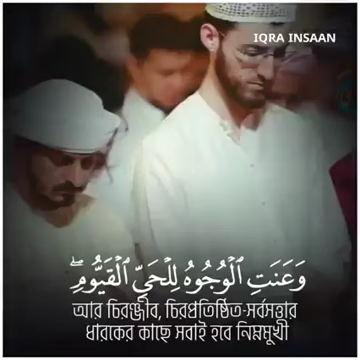 IQRA INSAAN
وَعَنَتِ ٱلْوُجُوهُ لِلْحَىِّ ٱلْقَيُّومِ ۖ
আর চিরঞ্জীব, চিরপ্রতিষ্ঠিত-সর্বসত্তার
ধারকের কাছে সবাই হবে নিম্নমুখী